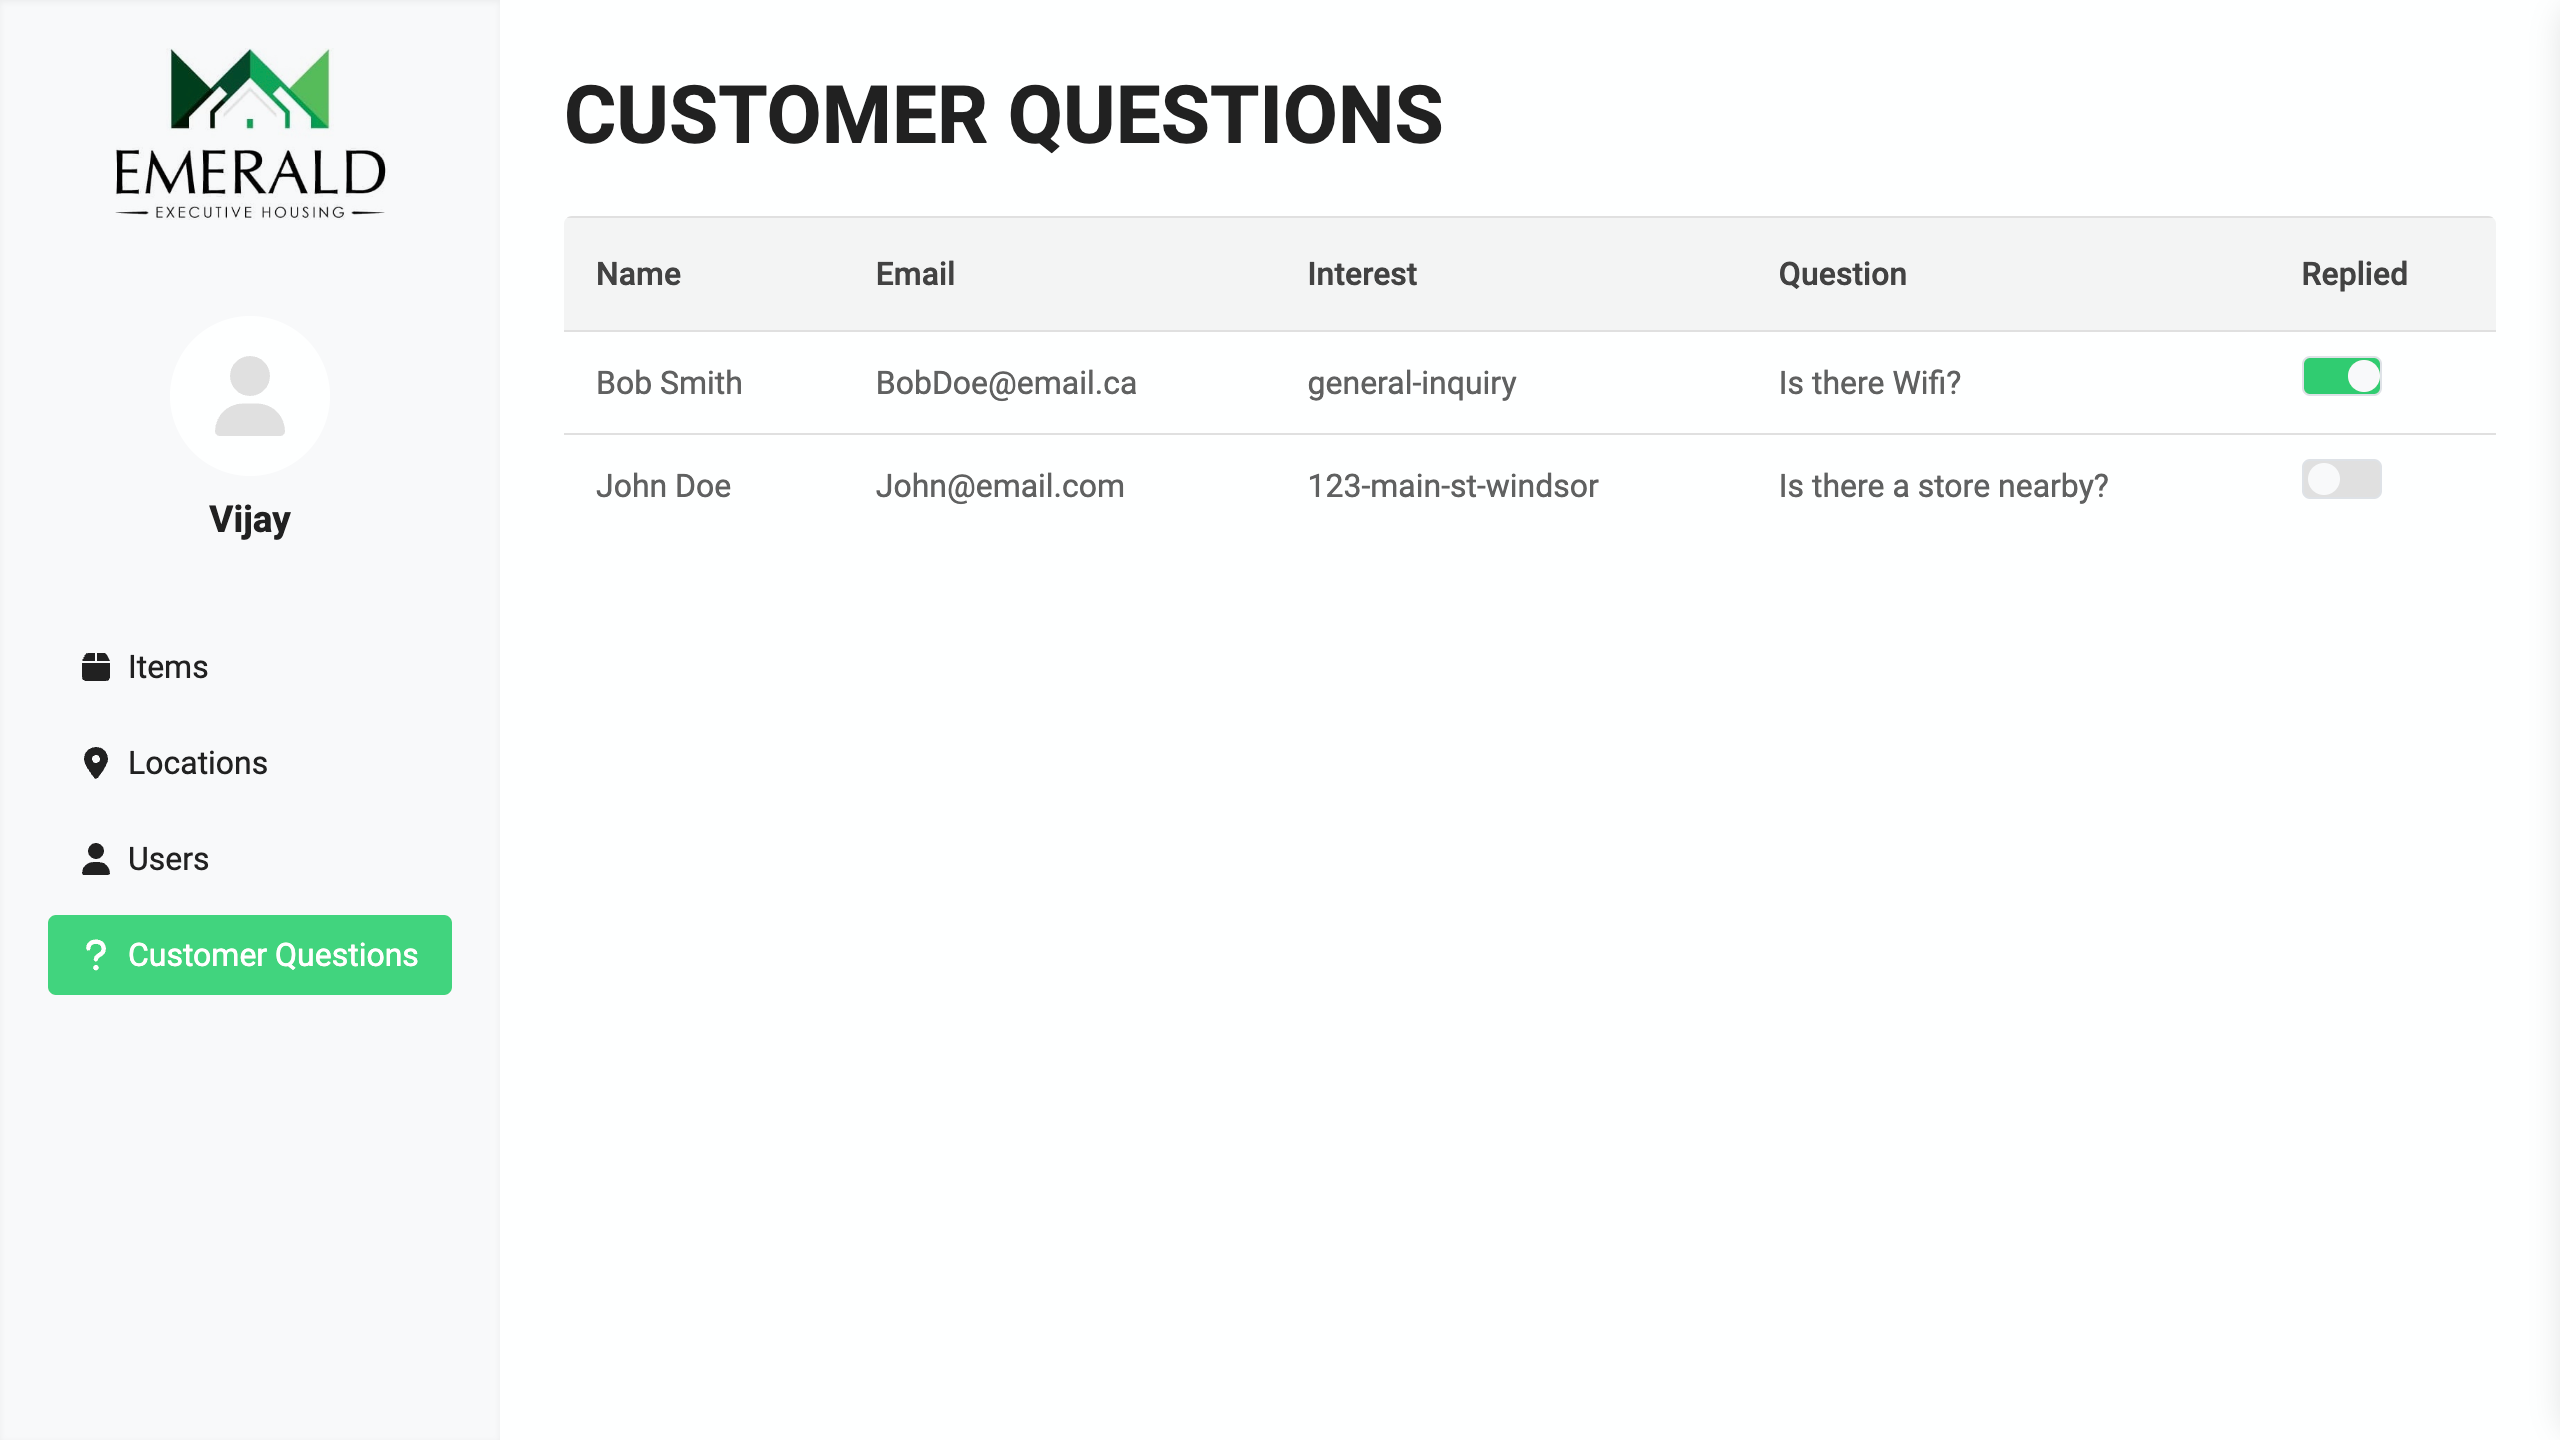 EMERALD
EXECUTIVE HOUSING
Vijay
Items
Locations
Users
Customer Questions
CUSTOMER QUESTIONS
Name Email Interest Question Replied
Bob Smith BobDoe@email.ca general-inquiry Is there Wifi?
John Doe John@email.com 123-main-st-windsor Is there a store nearby?